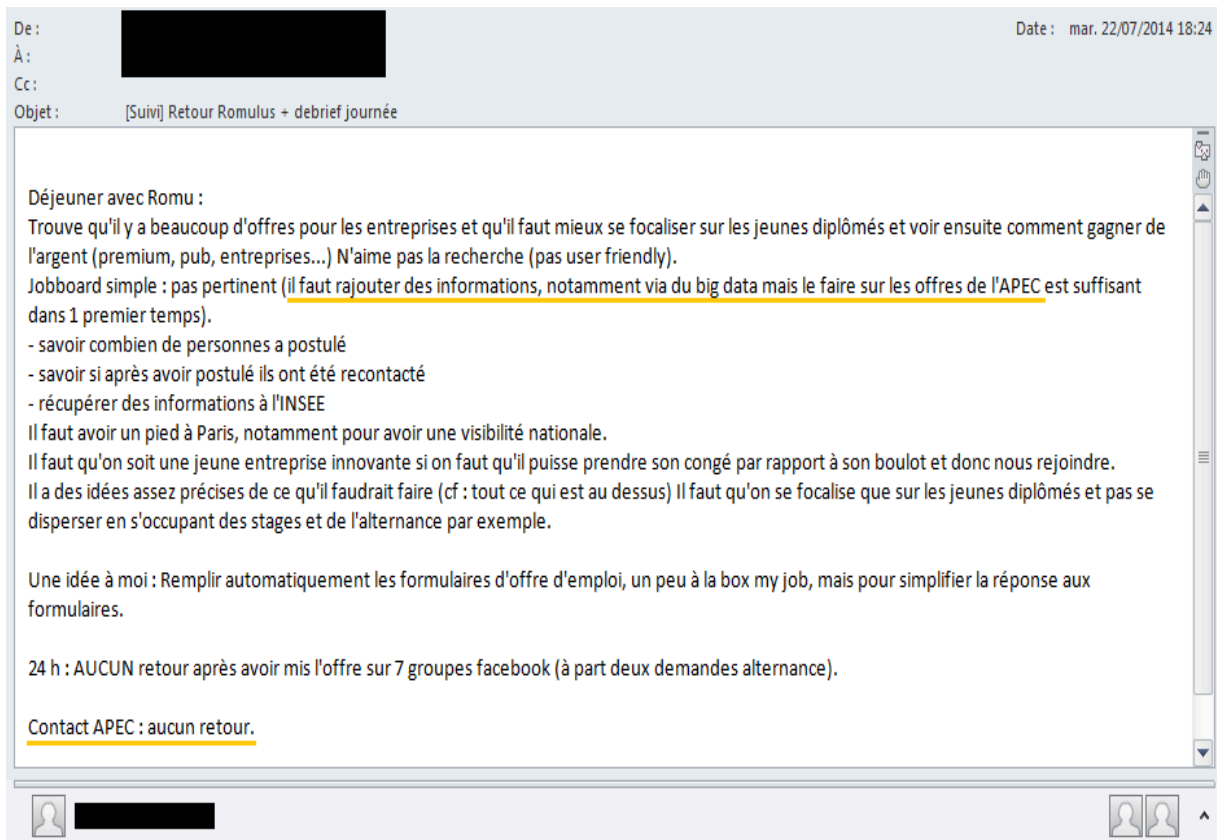 De :
Date : mar. 22/07/2014 18:24
À :
Cc :
Objet : [Suivi] Retour Romulus + debrief journée
Déjeuner avec Romu :
Trouve qu'il y a beaucoup d'offres pour les entreprises et qu'il faut mieux se focaliser sur les jeunes diplômés et voir ensuite comment gagner de
l'argent (premium, pub, entreprises...) N'aime pas la recherche (pas user friendly).
Jobboard simple : pas pertinent (il faut rajouter des informations, notamment via du big data mais le faire sur les offres de l'APEC est suffisant
dans 1 premier temps).
- savoir combien de personnes a postulé
- savoir si après avoir postulé ils ont été recontacté
- récupérer des informations à l'INSEE
Il faut avoir un pied à Paris, notamment pour avoir une visibilité nationale.
Il faut qu'on soit une jeune entreprise innovante si on faut qu'il puisse prendre son congé par rapport à son boulot et donc nous rejoindre.
Il a des idées assez précises de ce qu'il faudrait faire (cf : tout ce qui est au dessus) Il faut qu'on se focalise que sur les jeunes diplômés et pas se
disperser en s'occupant des stages et de l'alternance par exemple.
Une idée à moi : Remplir automatiquement les formulaires d'offre d'emploi, un peu à la box my job, mais pour simplifier la réponse aux
formulaires.
24 h : AUCUN retour après avoir mis l'offre sur 7 groupes facebook (à part deux demandes alternance).
Contact APEC : aucun retour.